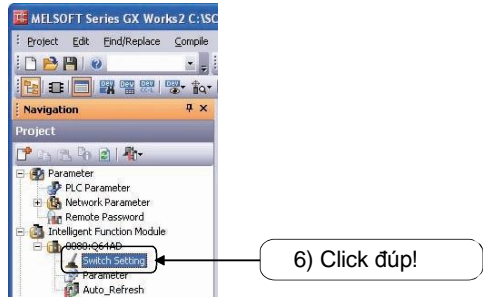 MELSOFT Series GX Works2 C:\SC
Project Edit Find/Replace Compile
Navigation
Project
Parameter
PLC Parameter
Network Parameter
Remote Password
Intelligent Function Module
0080:Q64AD
Switch Setting
6) Click đúp!
Parameter
Auto_Refresh